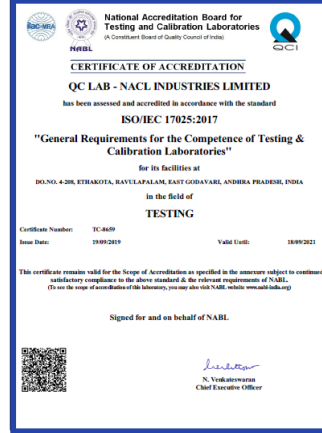 ilac-MRA
NABL
National Accreditation Board for
Testing and Calibration Laboratories
(A Constituent Board of Quality Council of India)
QCI
CERTIFICATE OF ACCREDITATION
QC LAB - NACL INDUSTRIES LIMITED
has been assessed and accredited in accordance with the standard
ISO/IEC 17025:2017
"General Requirements for the Competence of Testing &
Calibration Laboratories"
for its facilities at
DO.NO. 4-208, ETHAKOTA, RAVULAPALAM, EAST GODAVARI, ANDHRA PRADESH, INDIA
in the field of
TESTING
Certificate Number: TC-8659
Issue Date: 19/09/2019 Valid Until: 18/09/2021
This certificate remains valid for the Scope of Accreditation as specified in the annexure subject to continued
satisfactory compliance to the above standard & the relevant requirements of NABL.
(To see the scope of accreditation of this laboratory, you may also visit NABL website www.nabl-india.org)
Signed for and on behalf of NABL
N. Venkateswaran
Chief Executive Officer